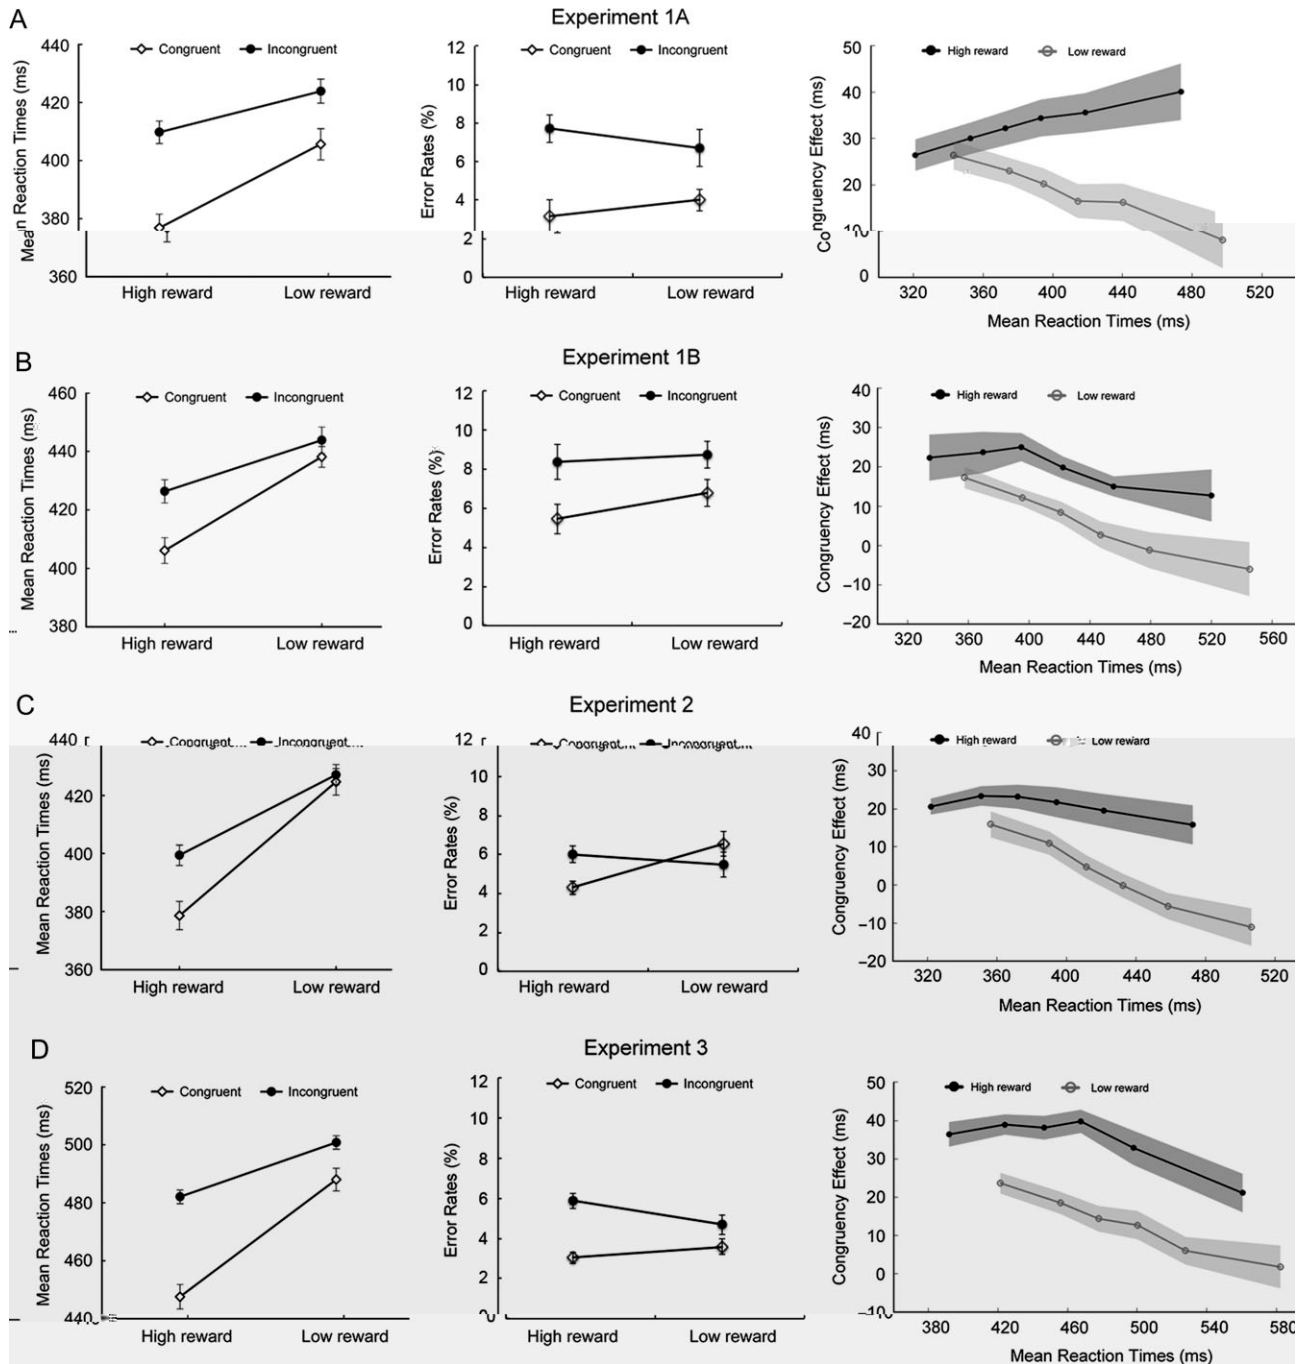 A
Experiment 1A
Mean Reaction Times (ms)
440
420
400
380
360
Congruent
Incongruent
High reward
Low reward
Error Rates (%)
12
10
8
6
4
2
0
Congruent
Incongruent
High reward
Low reward
Congruency Effect (ms)
50
40
30
20
10
0
High reward
Low reward
320 360 400 440 480 520
Mean Reaction Times (ms)
B
Experiment 1B
Mean Reaction Times (ms)
460
440
420
400
380
Congruent
Incongruent
High reward
Low reward
Error Rates (%)
12
10
8
6
4
2
0
Congruent
Incongruent
High reward
Low reward
Congruency Effect (ms)
40
30
20
10
0
−10
−20
High reward
Low reward
320 360 400 440 480 520 560
Mean Reaction Times (ms)
C
Experiment 2
Mean Reaction Times (ms)
440
420
400
380
360
Congruent
Incongruent
High reward
Low reward
Error Rates (%)
12
10
8
6
4
2
0
Congruent
Incongruent
High reward
Low reward
Congruency Effect (ms)
40
30
20
10
0
−10
−20
High reward
Low reward
320 360 400 440 480 520
Mean Reaction Times (ms)
D
Experiment 3
Mean Reaction Times (ms)
520
500
480
460
440
Congruent
Incongruent
High reward
Low reward
Error Rates (%)
12
10
8
6
4
2
0
Congruent
Incongruent
High reward
Low reward
Congruency Effect (ms)
50
40
30
20
10
0
−10
High reward
Low reward
380 420 460 500 540 580
Mean Reaction Times (ms)